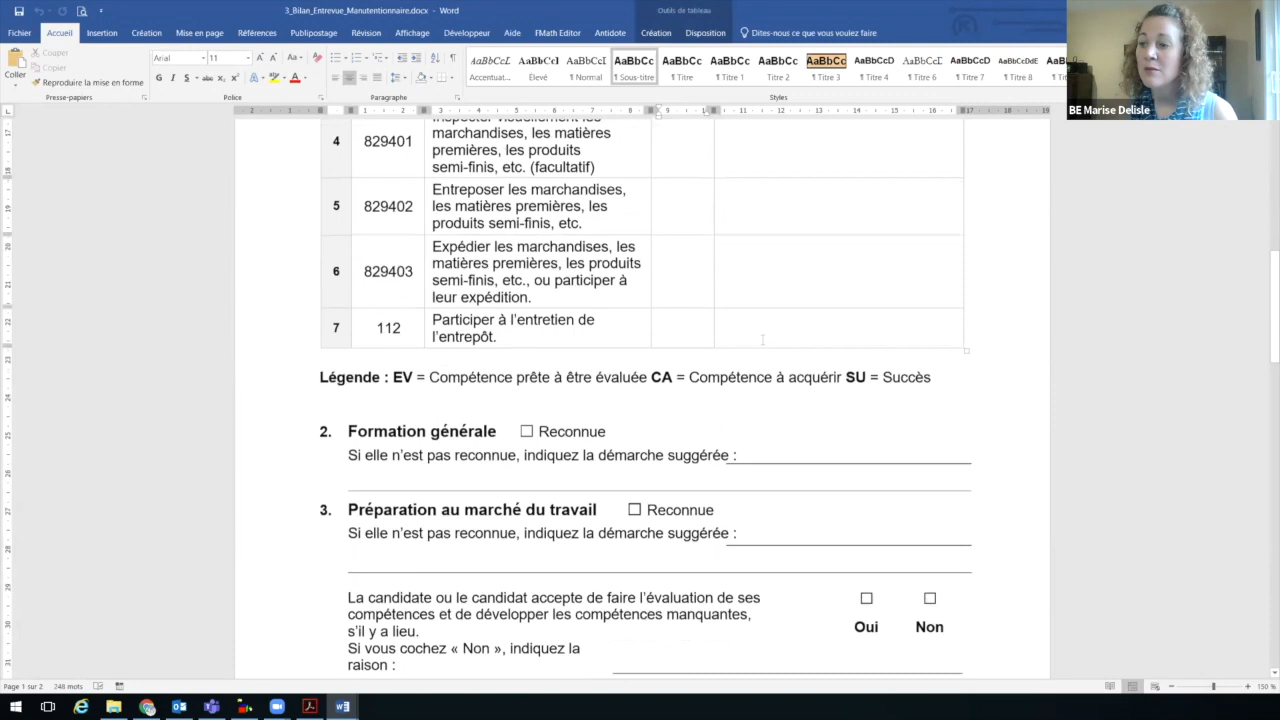 3_Bilan_Entrevue_Manutentionnaire.docx - Word
Outils de tableau
Fichier Accueil Insertion Création Mise en page Références Publipostage Révision Affichage Développeur Aide FMath Editor Antidote Création Disposition Dites-nous ce que vous voulez faire
Coller
Couper
Copier
Reproduire la mise en forme
Presse-papiers
Arial 11
Police
Paragraphe
AaBbCcL AaBbCcI AaBbCcI AaBbCc AaBbCc AaBbCc AaBbCc AaBbCc AaBbCcD AaBbCcL AaBbCcD AaBbCcDdE AaBb
Accentuat... Élevé ¶ Normal ¶ Sous-titre ¶ Titre ¶ Titre 1 ¶ Titre 2 ¶ Titre 3 ¶ Titre 4 ¶ Titre 6 ¶ Titre 7 ¶ Titre 8
Styles
BE Marise Delisle
Inspecter visuellement les
4 829401 marchandises, les matières
premières, les produits
semi-finis, etc. (facultatif)
5 829402 Entreposer les marchandises,
les matières premières, les
produits semi-finis, etc.
6 829403 Expédier les marchandises, les
matières premières, les produits
semi-finis, etc., ou participer à
leur expédition.
7 112 Participer à l'entretien de
l'entrepôt.
Légende : EV = Compétence prête à être évaluée CA = Compétence à acquérir SU = Succès
2. Formation générale ☐ Reconnue
Si elle n'est pas reconnue, indiquez la démarche suggérée :
3. Préparation au marché du travail ☐ Reconnue
Si elle n'est pas reconnue, indiquez la démarche suggérée :
La candidate ou le candidat accepte de faire l'évaluation de ses
compétences et de développer les compétences manquantes,
s'il y a lieu.
☐ Oui ☐ Non
Si vous cochez « Non », indiquez la
raison :
Page 1 sur 2 248 mots
150 %